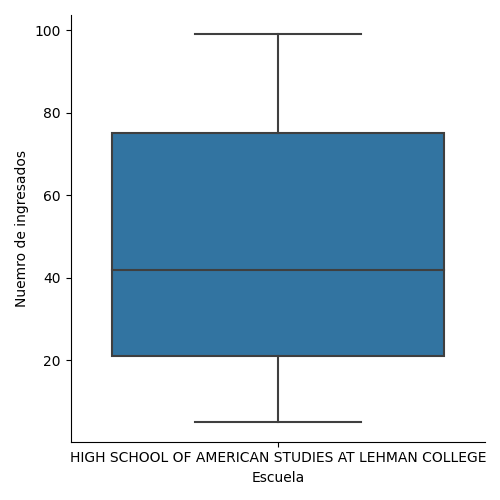 100
80
60
40
20
Nuemro de ingresados
HIGH SCHOOL OF AMERICAN STUDIES AT LEHMAN COLLEGE
Escuela